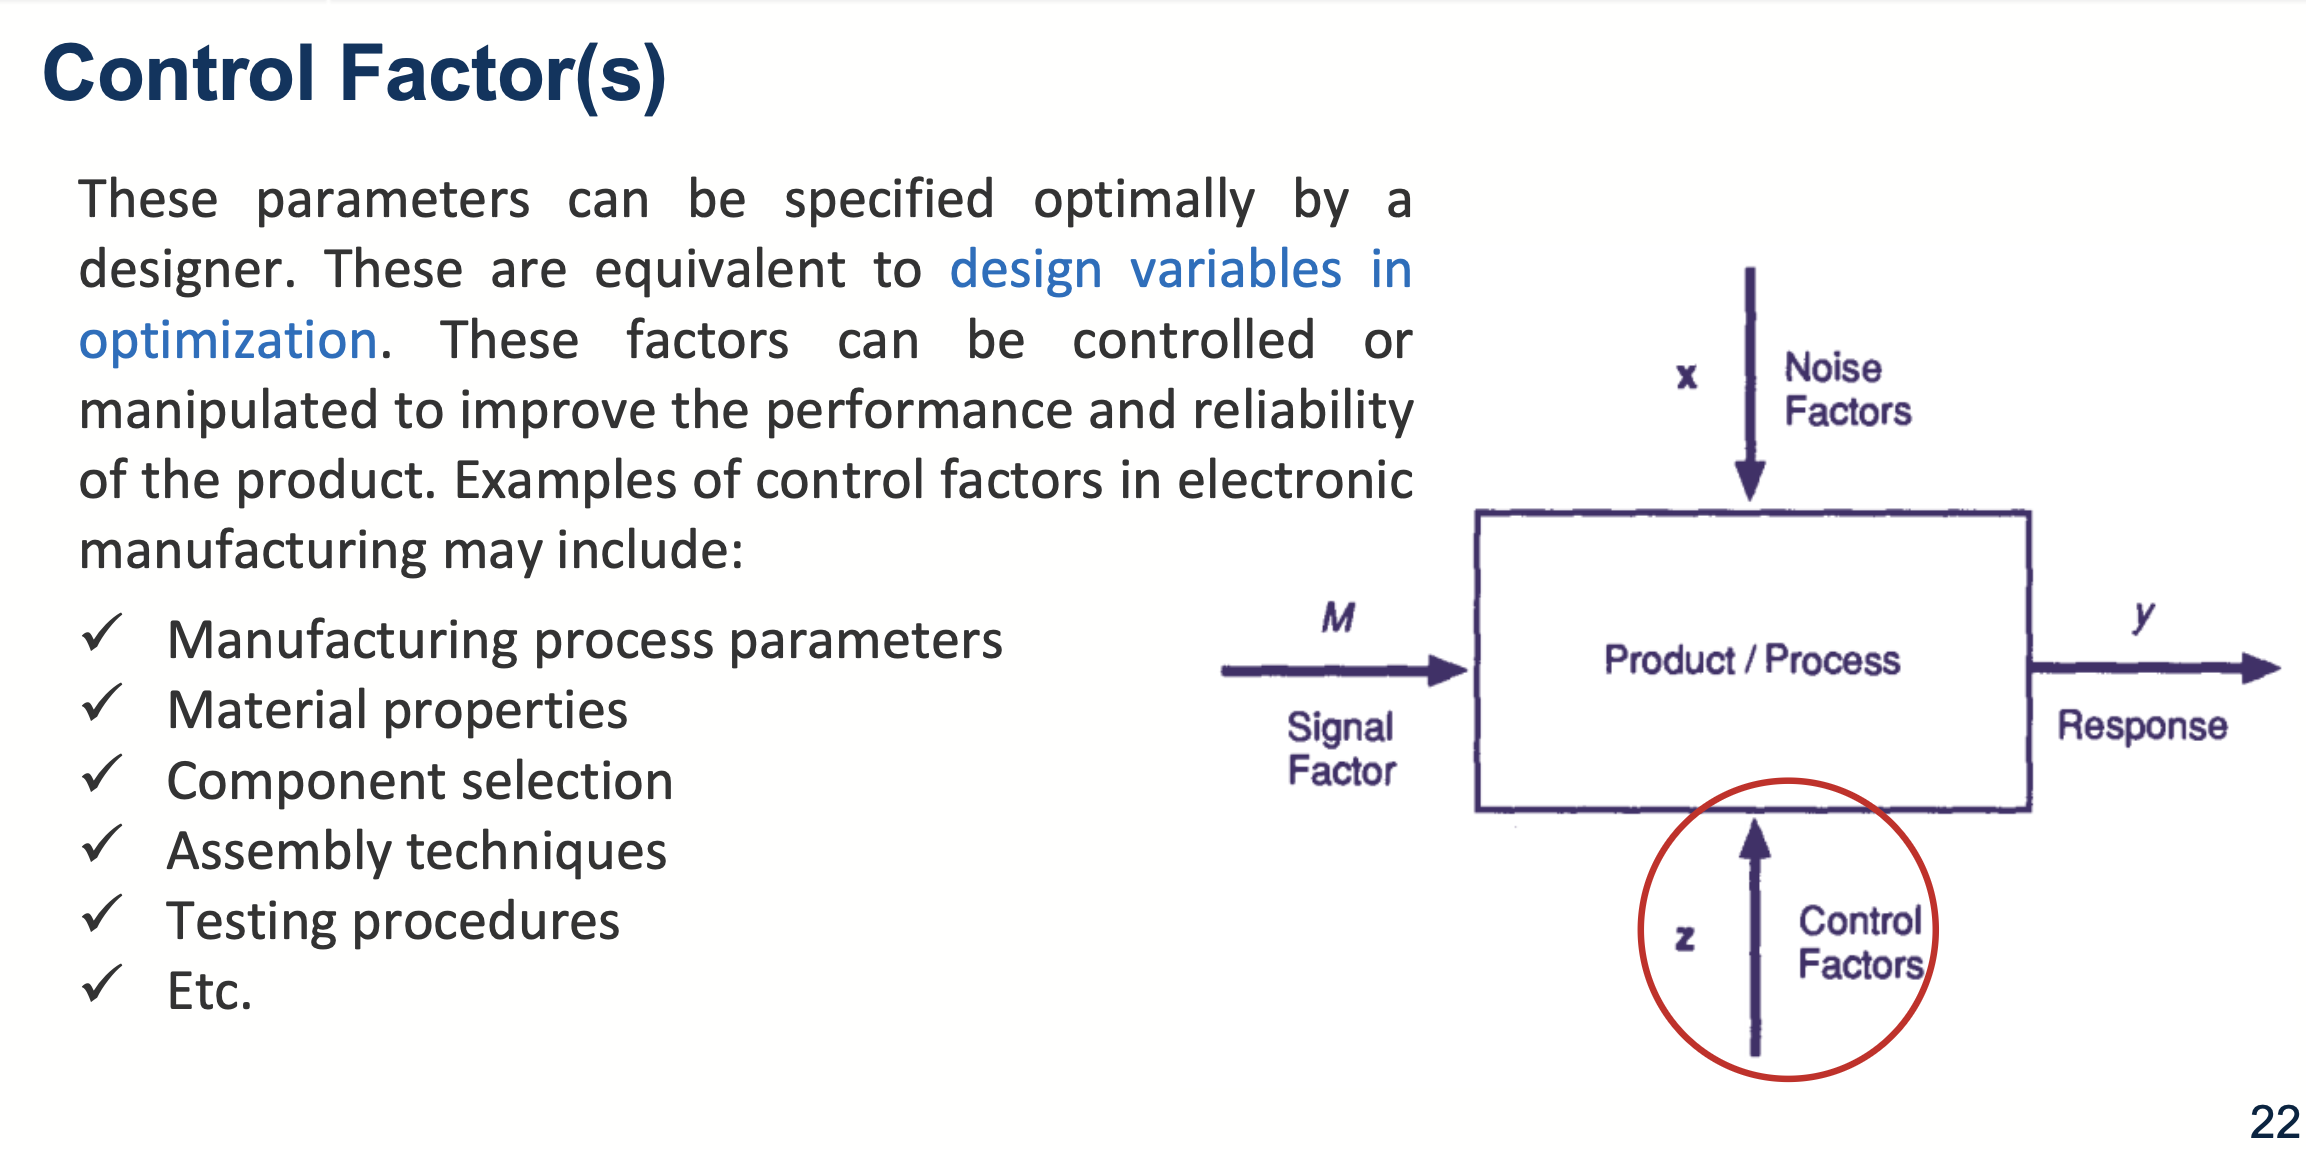 Control Factor(s)
These parameters can be specified optimally by a
designer. These are equivalent to design variables in
optimization. These factors can be controlled or
manipulated to improve the performance and reliability
of the product. Examples of control factors in electronic
manufacturing may include:
✓ Manufacturing process parameters
✓ Material properties
✓ Component selection
✓ Assembly techniques
✓ Testing procedures
✓ Etc.
x
Noise
Factors
M
Signal
Factor
Product / Process
y
Response
z
Control
Factors
22